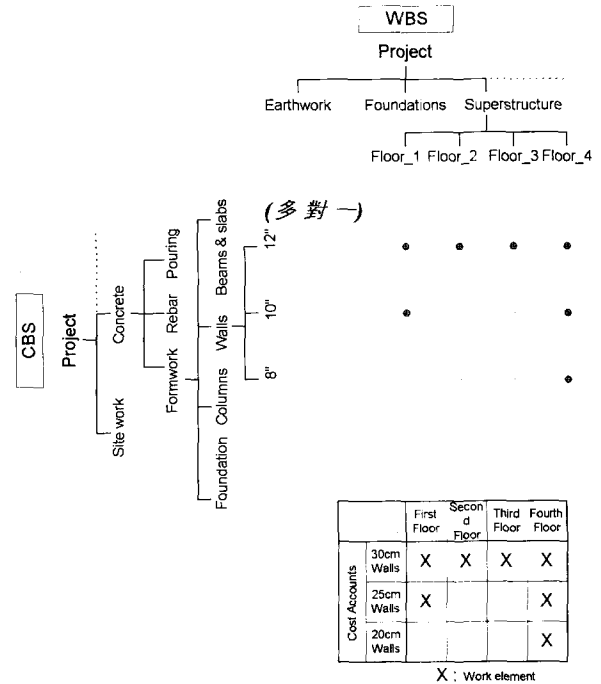 WBS
Project
Earthwork Foundations Superstructure
Floor_1 Floor_2 Floor_3 Floor_4
(多對一)
CBS
Project
Site work
Concrete
Formwork
Rebar
Pouring
Foundation
Columns
Walls
Beams & slabs
8"
10"
12"
First Floor Second Floor Third Floor Fourth Floor
Cost Accounts
30cm Walls X X X X
25cm Walls X X
20cm Walls X
X : Work element